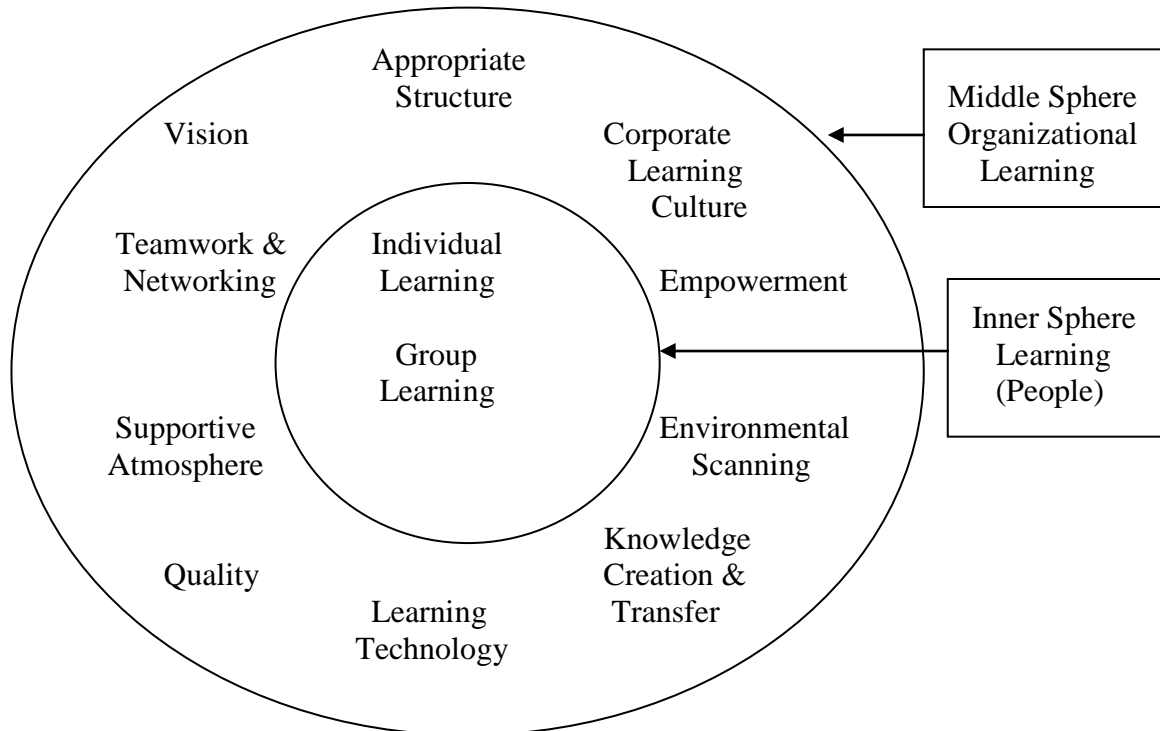 Appropriate
Structure
Vision
Corporate
Learning
Culture
Teamwork &
Networking
Individual
Learning
Empowerment
Group
Learning
Supportive
Atmosphere
Environmental
Scanning
Quality
Knowledge
Creation &
Transfer
Learning
Technology
Middle Sphere
Organizational
Learning
Inner Sphere
Learning
(People)